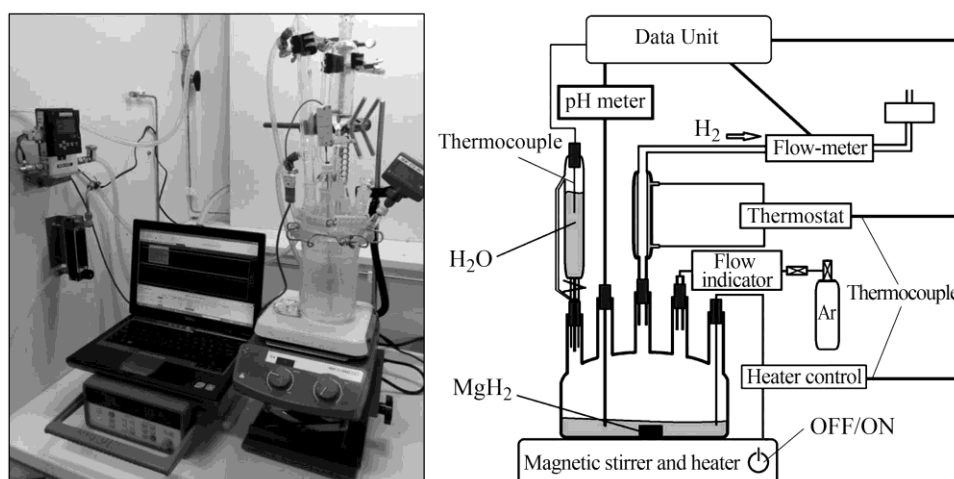 Data Unit
pH meter
H₂
Thermocouple
Flow-meter
Thermostat
H₂O
Flow
indicator
Thermocouple
Ar
MgH₂
Heater control
OFF/ON
Magnetic stirrer and heater